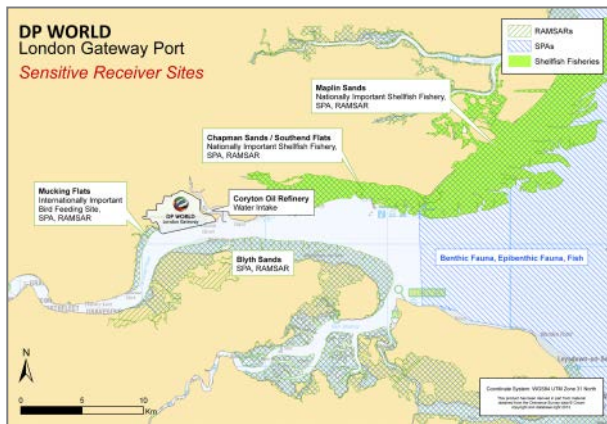 DP WORLD
London Gateway Port
Sensitive Receiver Sites
RAMSARs
SPAs
Shellfish Fisheries
Maplin Sands
Nationally Important Shellfish Fishery,
SPA, RAMSAR
Chapman Sands / Southend Flats
Nationally Important Shellfish Fishery,
SPA, RAMSAR
Mucking Flats
Internationally Important
Bird Feeding Site,
SPA, RAMSAR
DP WORLD
London Gateway
Coryton Oil Refinery
Water Intake
Blyth Sands
SPA, RAMSAR
Benthic Fauna, Epibenthic Fauna, Fish
N
0
5
10
Km
Coordinate System: WGS84 UTM Zone 31 North